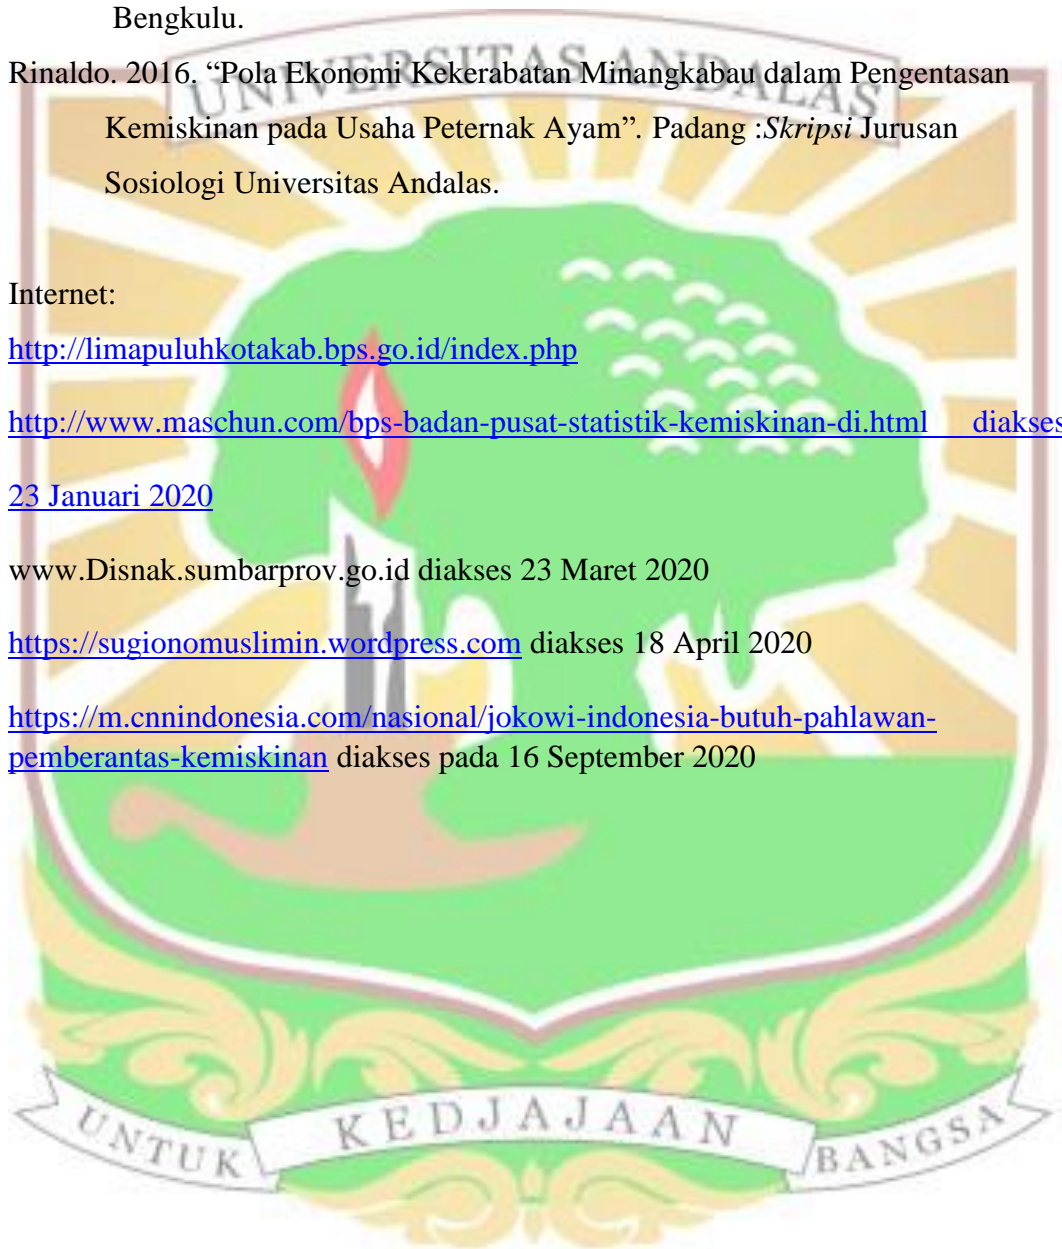 Bengkulu.
UNIVERSITAS ANDALAS
Rinaldo. 2016. “Pola Ekonomi Kekerabatan Minangkabau dalam Pengentasan
Kemiskinan pada Usaha Peternak Ayam”. Padang :Skripsi Jurusan
Sosiologi Universitas Andalas.
Internet:
http://limapuluhkotakab.bps.go.id/index.php
http://www.maschun.com/bps-badan-pusat-statistik-kemiskinan-di.html diakses
23 Januari 2020
www.Disnak.sumbarprov.go.id diakses 23 Maret 2020
https://sugionomuslimin.wordpress.com diakses 18 April 2020
https://m.cnnindonesia.com/nasional/jokowi-indonesia-butuh-pahlawan-
pemberantas-kemiskinan diakses pada 16 September 2020
UNTUK KEDJAJAAN BANGSA